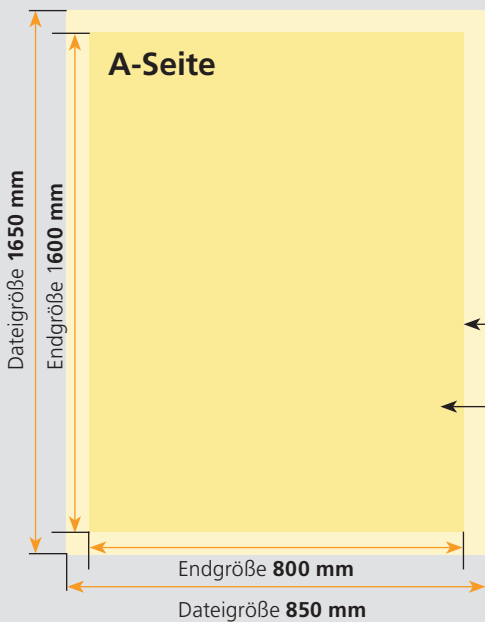 A-Seite
Dateigröße 1650 mm
Endgröße 1600 mm
Endgröße 800 mm
Dateigröße 850 mm